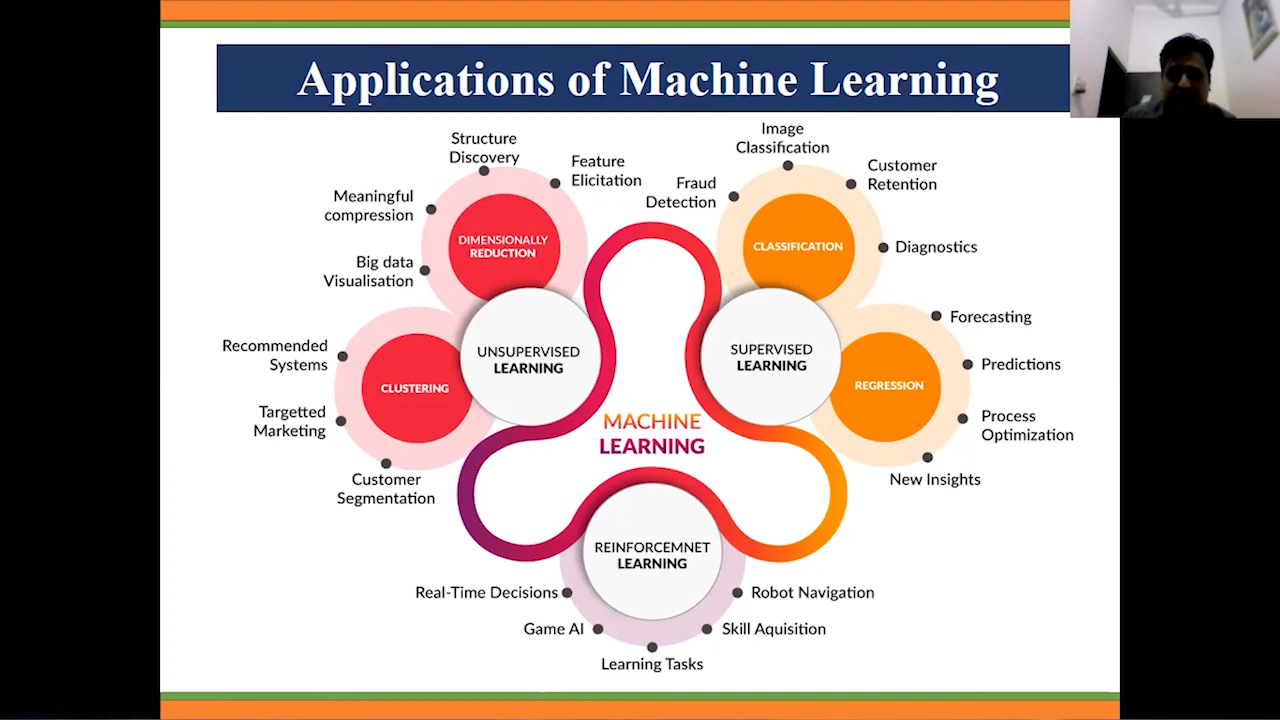 Applications of Machine Learning
Structure
Discovery
Feature
Elicitation
Meaningful
compression
Big data
Visualisation
DIMENSIONALLY
REDUCTION
Image
Classification
Fraud
Detection
Customer
Retention
Diagnostics
CLASSIFICATION
Recommended
Systems
Targetted
Marketing
Customer
Segmentation
CLUSTERING
UNSUPERVISED
LEARNING
SUPERVISED
LEARNING
REGRESSION
Forecasting
Predictions
Process
Optimization
New Insights
MACHINE
LEARNING
REINFORCEMNET
LEARNING
Real-Time Decisions
Game AI
Learning Tasks
Skill Aquisition
Robot Navigation